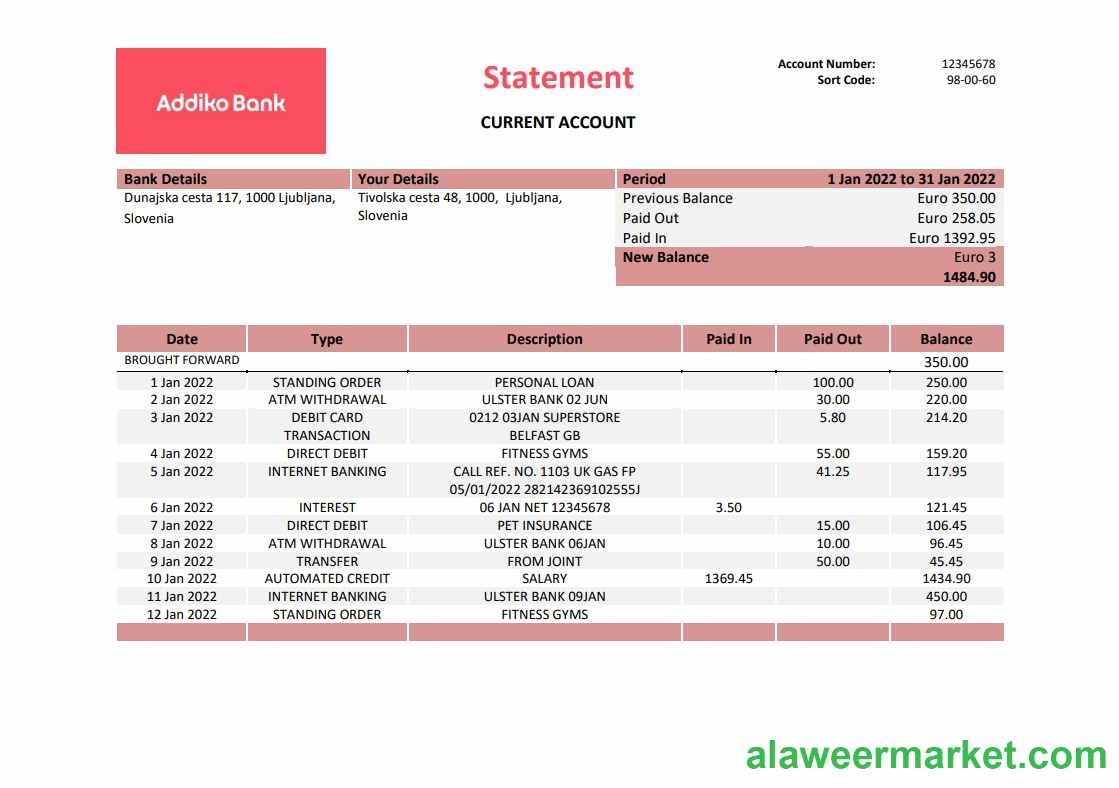 Addiko Bank
Statement
CURRENT ACCOUNT
Account Number: 12345678
Sort Code: 98-00-60
Bank Details
Dunajska cesta 117, 1000 Ljubljana,
Slovenia
Your Details
Tivolska cesta 48, 1000, Ljubljana,
Slovenia
Period 1 Jan 2022 to 31 Jan 2022
Previous Balance Euro 350.00
Paid Out Euro 258.05
Paid In Euro 1392.95
New Balance Euro 3
1484.90
Date Type Description Paid In Paid Out Balance
BROUGHT FORWARD 350.00
1 Jan 2022 STANDING ORDER PERSONAL LOAN 100.00 250.00
2 Jan 2022 ATM WITHDRAWAL ULSTER BANK 02 JUN 30.00 220.00
3 Jan 2022 DEBIT CARD 0212 03JAN SUPERSTORE 5.80 214.20
TRANSACTION BELFAST GB
4 Jan 2022 DIRECT DEBIT FITNESS GYMS 55.00 159.20
5 Jan 2022 INTERNET BANKING CALL REF. NO. 1103 UK GAS FP 41.25 117.95
05/01/2022 282142369102555J
6 Jan 2022 INTEREST 06 JAN NET 12345678 3.50 121.45
7 Jan 2022 DIRECT DEBIT PET INSURANCE 15.00 106.45
8 Jan 2022 ATM WITHDRAWAL ULSTER BANK 06JAN 10.00 96.45
9 Jan 2022 TRANSFER FROM JOINT 50.00 45.45
10 Jan 2022 AUTOMATED CREDIT SALARY 1369.45 1434.90
11 Jan 2022 INTERNET BANKING ULSTER BANK 09JAN 450.00
12 Jan 2022 STANDING ORDER FITNESS GYMS 97.00
alaweermarket.com